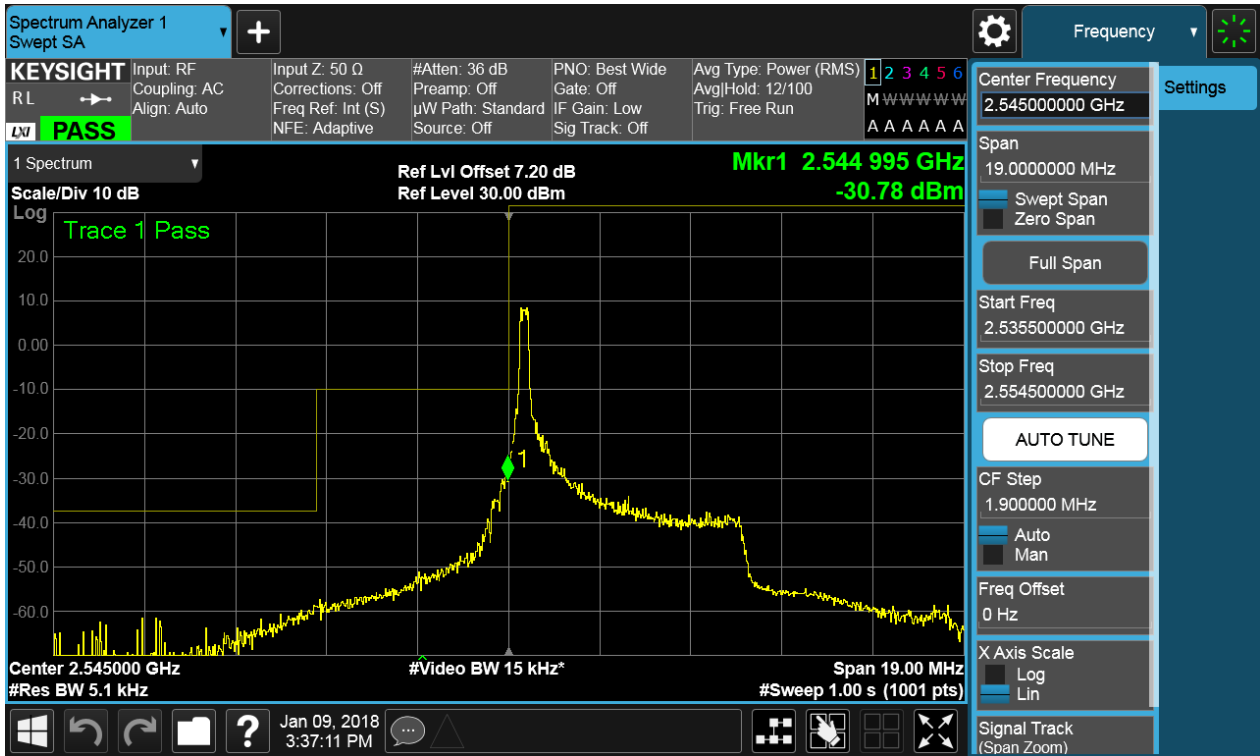 Spectrum Analyzer 1
Swept SA
+
Frequency
KEYSIGHT
R L
LXI PASS
Input: RF
Coupling: AC
Align: Auto
Input Z: 50 Ω
Corrections: Off
Freq Ref: Int (S)
NFE: Adaptive
#Atten: 36 dB
Preamp: Off
µW Path: Standard
Source: Off
PNO: Best Wide
Gate: Off
IF Gain: Low
Sig Track: Off
Avg Type: Power (RMS)
Avg|Hold: 12/100
Trig: Free Run
1 2 3 4 5 6
M W W W W W
A A A A A A
1 Spectrum
Scale/Div 10 dB
Ref Lvl Offset 7.20 dB
Ref Level 30.00 dBm
Mkr1 2.544 995 GHz
-30.78 dBm
Log
Trace 1 Pass
20.0
10.0
0.00
-10.0
-20.0
-30.0
-40.0
-50.0
-60.0
1
Center 2.545000 GHz
#Res BW 5.1 kHz
#Video BW 15 kHz*
Span 19.00 MHz
#Sweep 1.00 s (1001 pts)
Center Frequency
2.545000000 GHz
Settings
Span
19.0000000 MHz
Swept Span
Zero Span
Full Span
Start Freq
2.535500000 GHz
Stop Freq
2.554500000 GHz
AUTO TUNE
CF Step
1.900000 MHz
Auto
Man
Freq Offset
0 Hz
X Axis Scale
Log
Lin
Signal Track
(Span Zoom)
?
Jan 09, 2018
3:37:11 PM